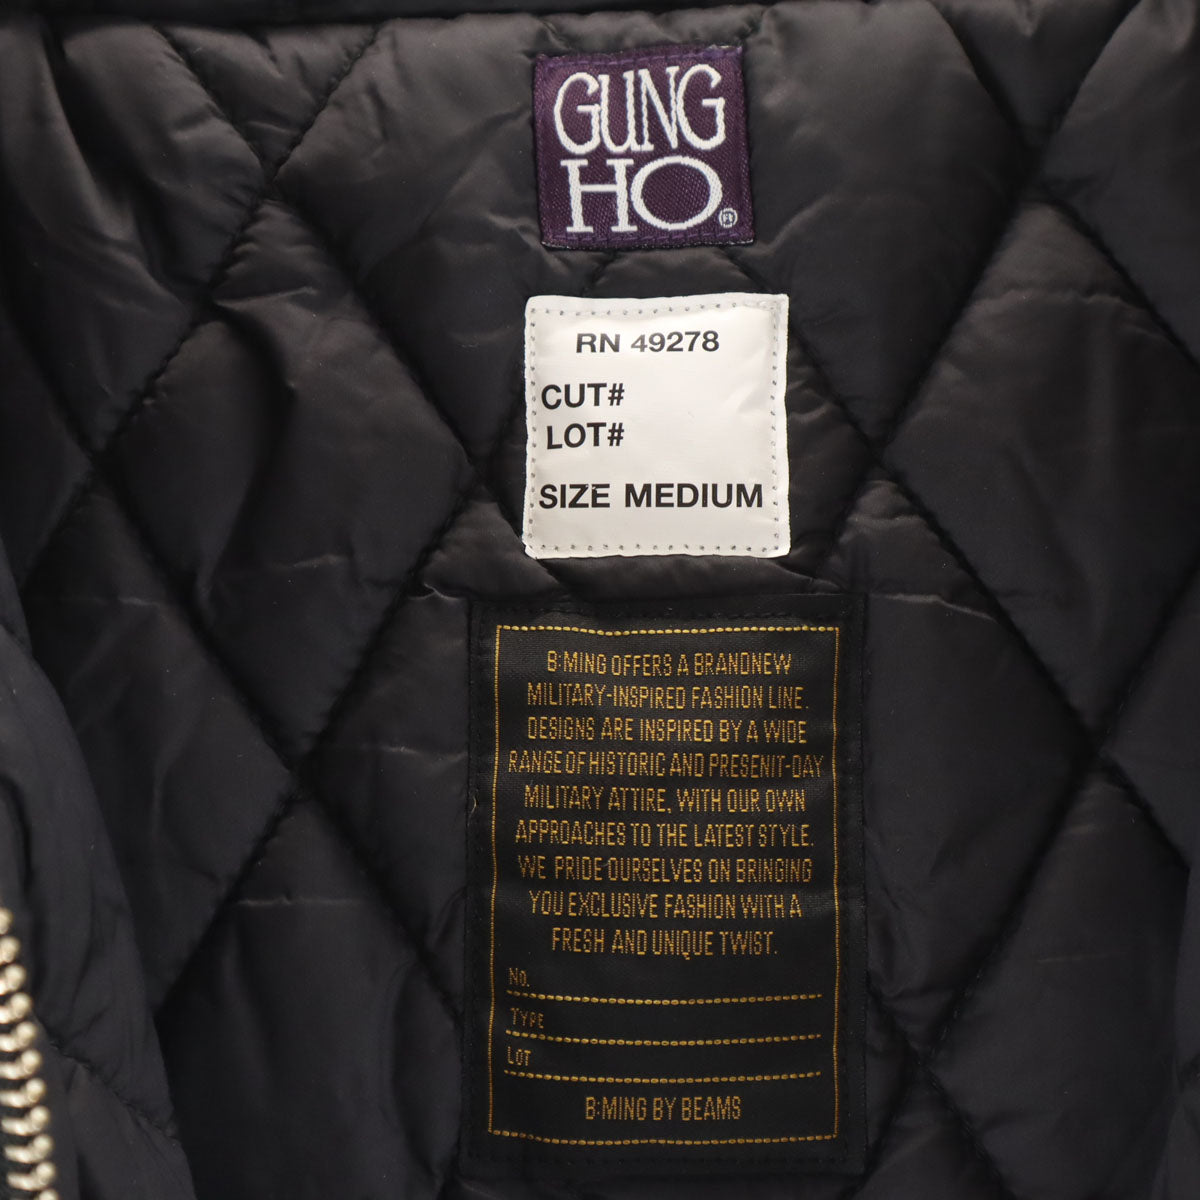 GUNG
HO®
RN 49278
CUT#
LOT#
SIZE MEDIUM
B:MING OFFERS A BRANDNEW
MILITARY-INSPIRED FASHION LINE.
DESIGNS ARE INSPIRED BY A WIDE
RANGE OF HISTORIC AND PRESENIT-DAY
MILITARY ATTIRE, WITH OUR OWN
APPROACHES TO THE LATEST STYLE.
WE PRIDE OURSELVES ON BRINGING
YOU EXCLUSIVE FASHION WITH A
FRESH AND UNIQUE TWIST.
NO.
TYPE
LOT
B:MING BY BEAMS